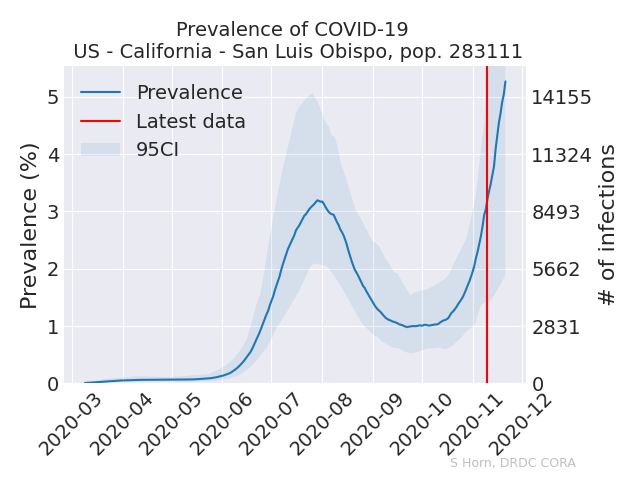 Prevalence of COVID-19
US - California - San Luis Obispo, pop. 283111
Prevalence
Latest data
95CI
Prevalence (%)
5
4
3
2
1
0
14155
11324
8493
5662
2831
0
# of infections
2020-03
2020-04
2020-05
2020-06
2020-07
2020-08
2020-09
2020-10
2020-11
2020-12
S Horn, DRDC CORA